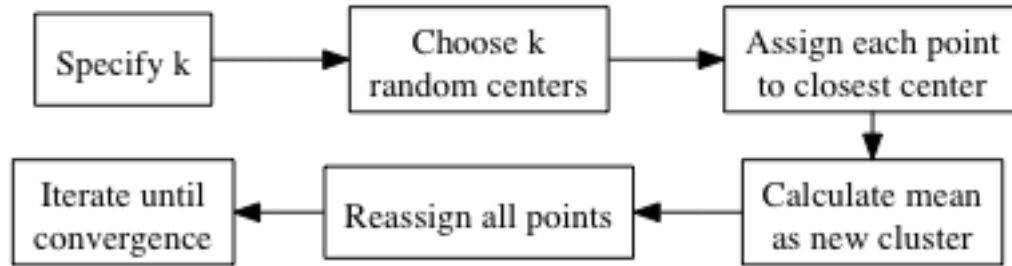 Specify k
Choose k
random centers
Assign each point
to closest center
Calculate mean
as new cluster
Reassign all points
Iterate until
convergence